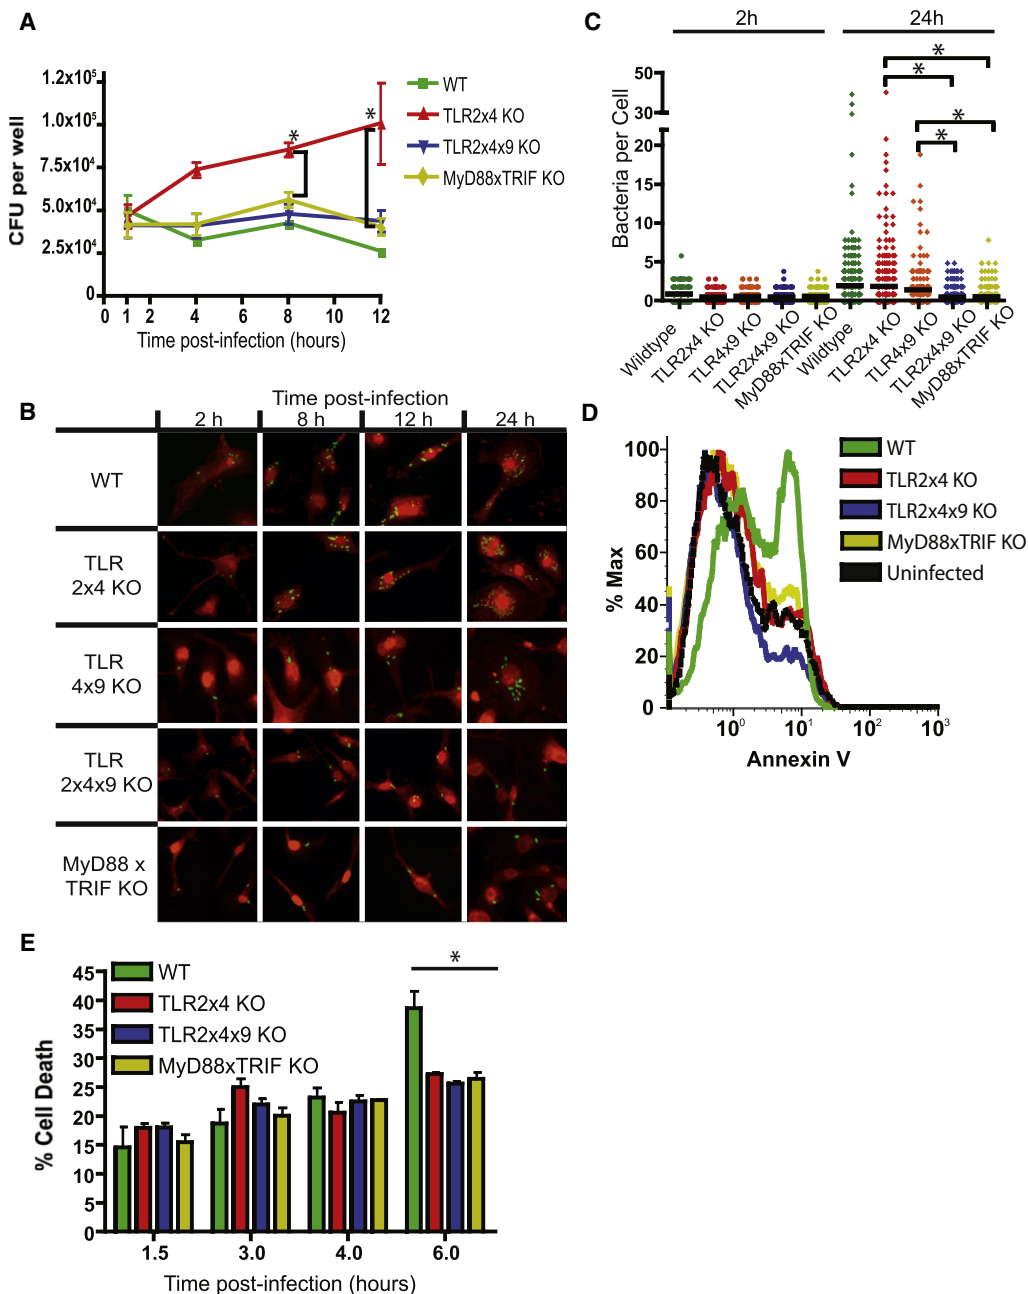 A
1.2x10⁵
1.0x10⁵
7.5x10⁴
5.0x10⁴
2.5x10⁴
0
CFU per well
0 1 2 4 6 8 10 12
Time post-infection (hours)
* *
WT
TLR2x4 KO
TLR2x4x9 KO
MyD88xTRIF KO
C
2h 24h
50
30
20
15
10
5
0
Bacteria per Cell
* *
* *
Wildtype
TLR2x4 KO
TLR4x9 KO
TLR2x4x9 KO
MyD88xTRIF KO
Wildtype
TLR2x4 KO
TLR4x9 KO
TLR2x4x9 KO
MyD88xTRIF KO
B
Time post-infection
2 h 8 h 12 h 24 h
WT
TLR
2x4 KO
TLR
4x9 KO
TLR
2x4x9 KO
MyD88 x
TRIF KO
D
100
80
60
40
20
0
% Max
10⁰ 10¹ 10² 10³
Annexin V
WT
TLR2x4 KO
TLR2x4x9 KO
MyD88xTRIF KO
Uninfected
E
45
40
35
30
25
20
15
10
5
0
% Cell Death
WT
TLR2x4 KO
TLR2x4x9 KO
MyD88xTRIF KO
*
1.5 3.0 4.0 6.0
Time post-infection (hours)